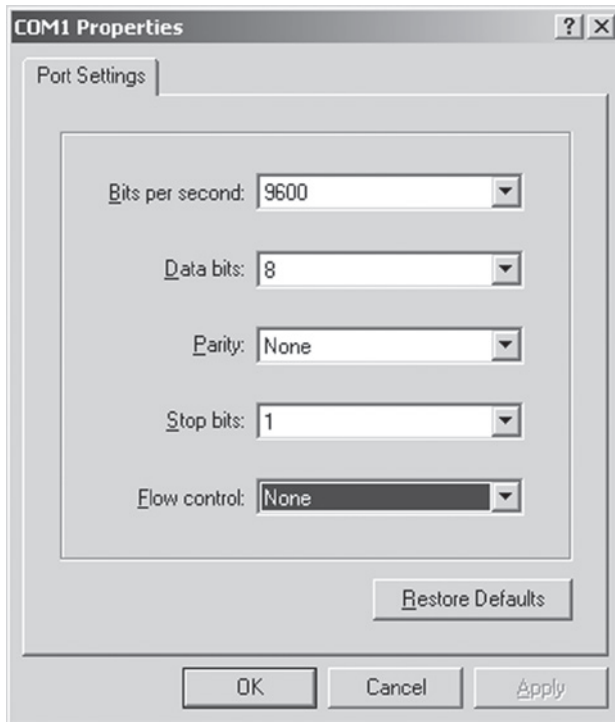 COM1 Properties
Port Settings
Bits per second: 9600
Data bits: 8
Parity: None
Stop bits: 1
Flow control: None
Restore Defaults
OK Cancel Apply